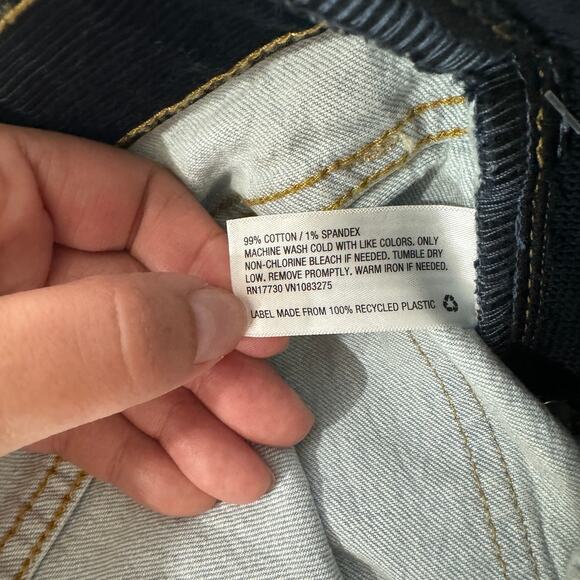 99% COTTON / 1% SPANDEX
MACHINE WASH COLD WITH LIKE COLORS. ONLY
NON-CHLORINE BLEACH IF NEEDED. TUMBLE DRY
LOW. REMOVE PROMPTLY. WARM IRON IF NEEDED.
RN17730 VN1083275
LABEL MADE FROM 100% RECYCLED PLASTIC